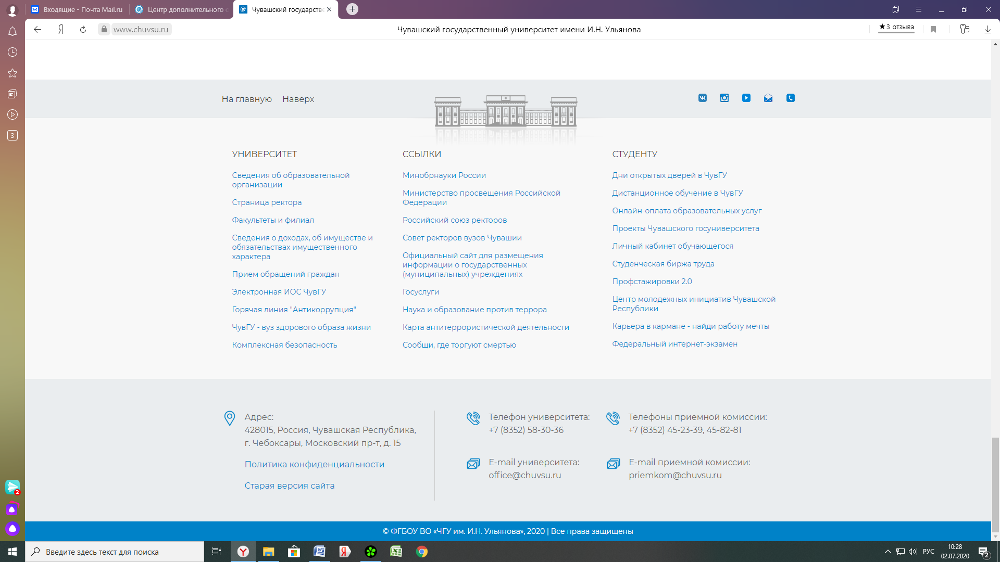 Входящие - Почта Mail.ru
Центр дополнительного
Чувашский государстве
www.chuvsu.ru
Чувашский государственный университет имени И.Н. Ульянова
★3 отзыва
3
На главную
Наверх
УНИВЕРСИТЕТ
Сведения об образовательной
организации
Страница ректора
Факультеты и филиал
Сведения о доходах, об имуществе и
обязательствах имущественного
характера
Прием обращений граждан
Электронная ИОС ЧувГУ
Горячая линия "Антикоррупция"
ЧувГУ - вуз здорового образа жизни
Комплексная безопасность
ССЫЛКИ
Минобрнауки России
Министерство просвещения Российской
Федерации
Российский союз ректоров
Совет ректоров вузов Чувашии
Официальный сайт для размещения
информации о государственных
(муниципальных) учреждениях
Госуслуги
Наука и образование против террора
Карта антитеррористической деятельности
Сообщи, где торгуют смертью
СТУДЕНТУ
Дни открытых дверей в ЧувГУ
Дистанционное обучение в ЧувГУ
Онлайн-оплата образовательных услуг
Проекты Чувашского госуниверситета
Личный кабинет обучающегося
Студенческая биржа труда
Профстажировки 2.0
Центр молодежных инициатив Чувашской
Республики
Карьера в кармане - найди работу мечты
Федеральный интернет-экзамен
Адрес:
428015, Россия, Чувашская Республика,
г. Чебоксары, Московский пр-т, д. 15
Политика конфиденциальности
Старая версия сайта
Телефон университета:
+7 (8352) 58-30-36
Телефоны приемной комиссии:
+7 (8352) 45-23-39, 45-82-81
E-mail университета:
office@chuvsu.ru
E-mail приемной комиссии:
priemkom@chuvsu.ru
2
© ФГБОУ ВО «ЧГУ им. И.Н. Ульянова», 2020 | Все права защищены
Введите здесь текст для поиска
РУС
10:28
02.07.2020
2